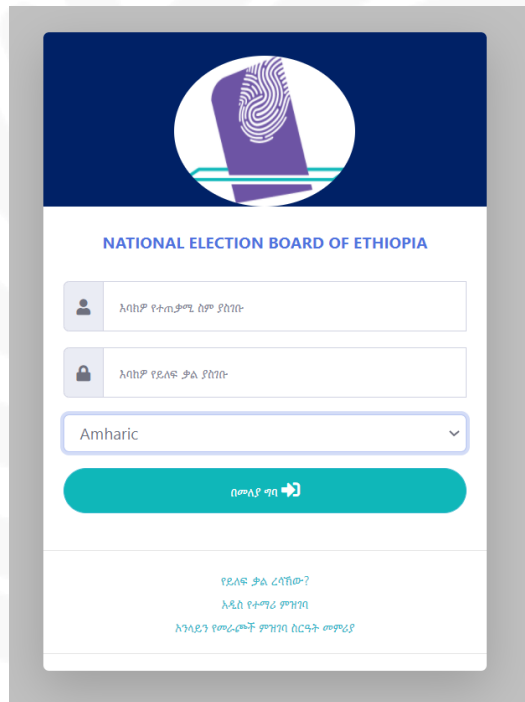 NATIONAL ELECTION BOARD OF ETHIOPIA
እባክዎ የተጠቃሚ ስም ያስገቡ
እባክዎ የይለፍ ቃል ያስገቡ
Amharic
በመለያ ግባ
የይለፍ ቃል ረሳኸው?
አዲስ የተማሪ ምዝገባ
ኦንላይን የመራጮች ምዝገባ ስርዓት መምሪያ